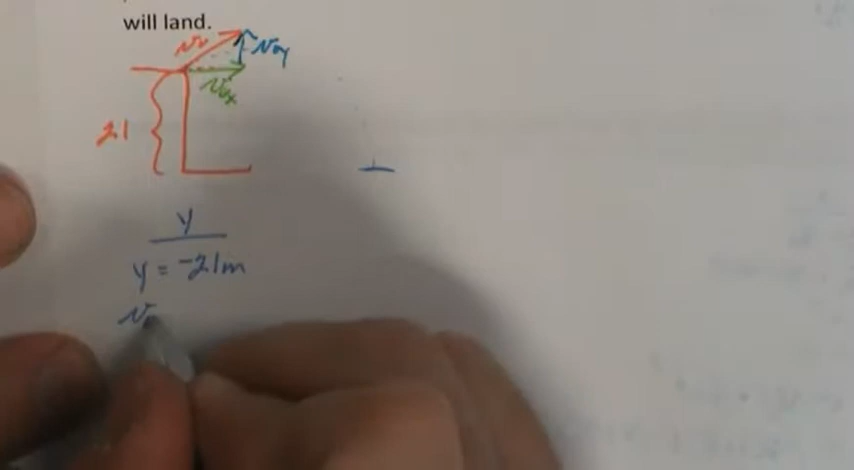 will land.
v₀
v₀y
v₀x
21
y
y = -21m
v